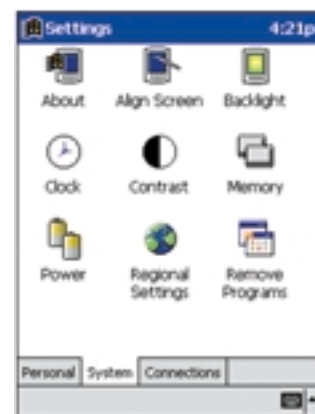 Settings 4:21p
About Align Screen Backlight
Clock Contrast Memory
Power Regional Settings Remove Programs
Personal System Connections